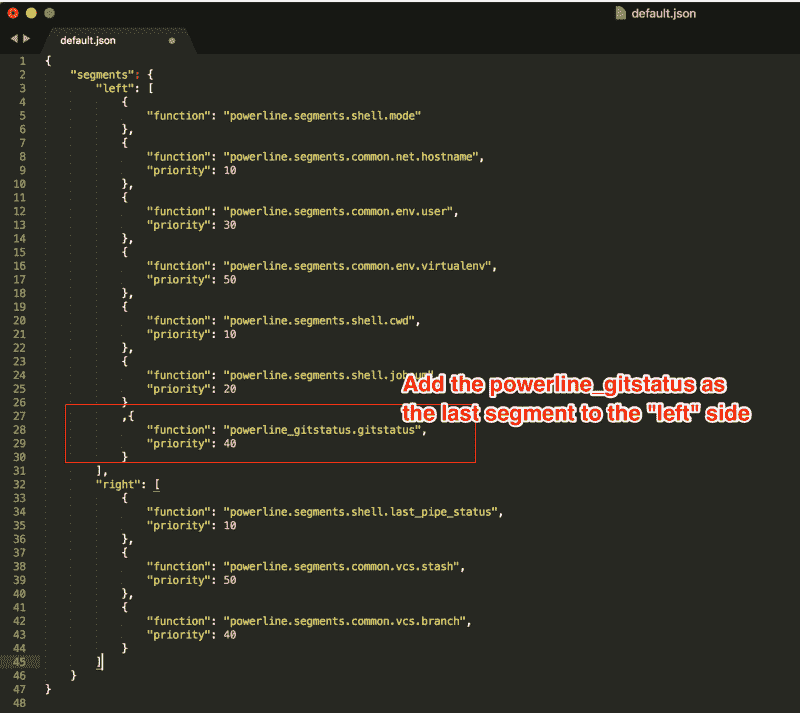 default.json
default.json
1 {
2 "segments": {
3 "left": [
4 {
5 "function": "powerline.segments.shell.mode"
6 },
7 {
8 "function": "powerline.segments.common.net.hostname",
9 "priority": 10
10 },
11 {
12 "function": "powerline.segments.common.env.user",
13 "priority": 30
14 },
15 {
16 "function": "powerline.segments.common.env.virtualenv",
17 "priority": 50
18 },
19 {
20 "function": "powerline.segments.shell.cwd",
21 "priority": 10
22 },
23 {
24 "function":
25 "priority": 20
Add the powerline_gitstatus as
26 }
the last segment to the "left" side
27 ,{
28 "function": "powerline_gitstatus.gitstatus",
29 "priority": 40
30 }
31 ],
32 "right": [
33 {
34 "function": "powerline.segments.shell.last_pipe_status",
35 "priority": 10
36 },
37 {
38 "function": "powerline.segments.common.vcs.stash",
39 "priority": 50
40 },
41 {
42 "function": "powerline.segments.common.vcs.branch",
43 "priority": 40
44 }
45 ]
46 }
47 }
48